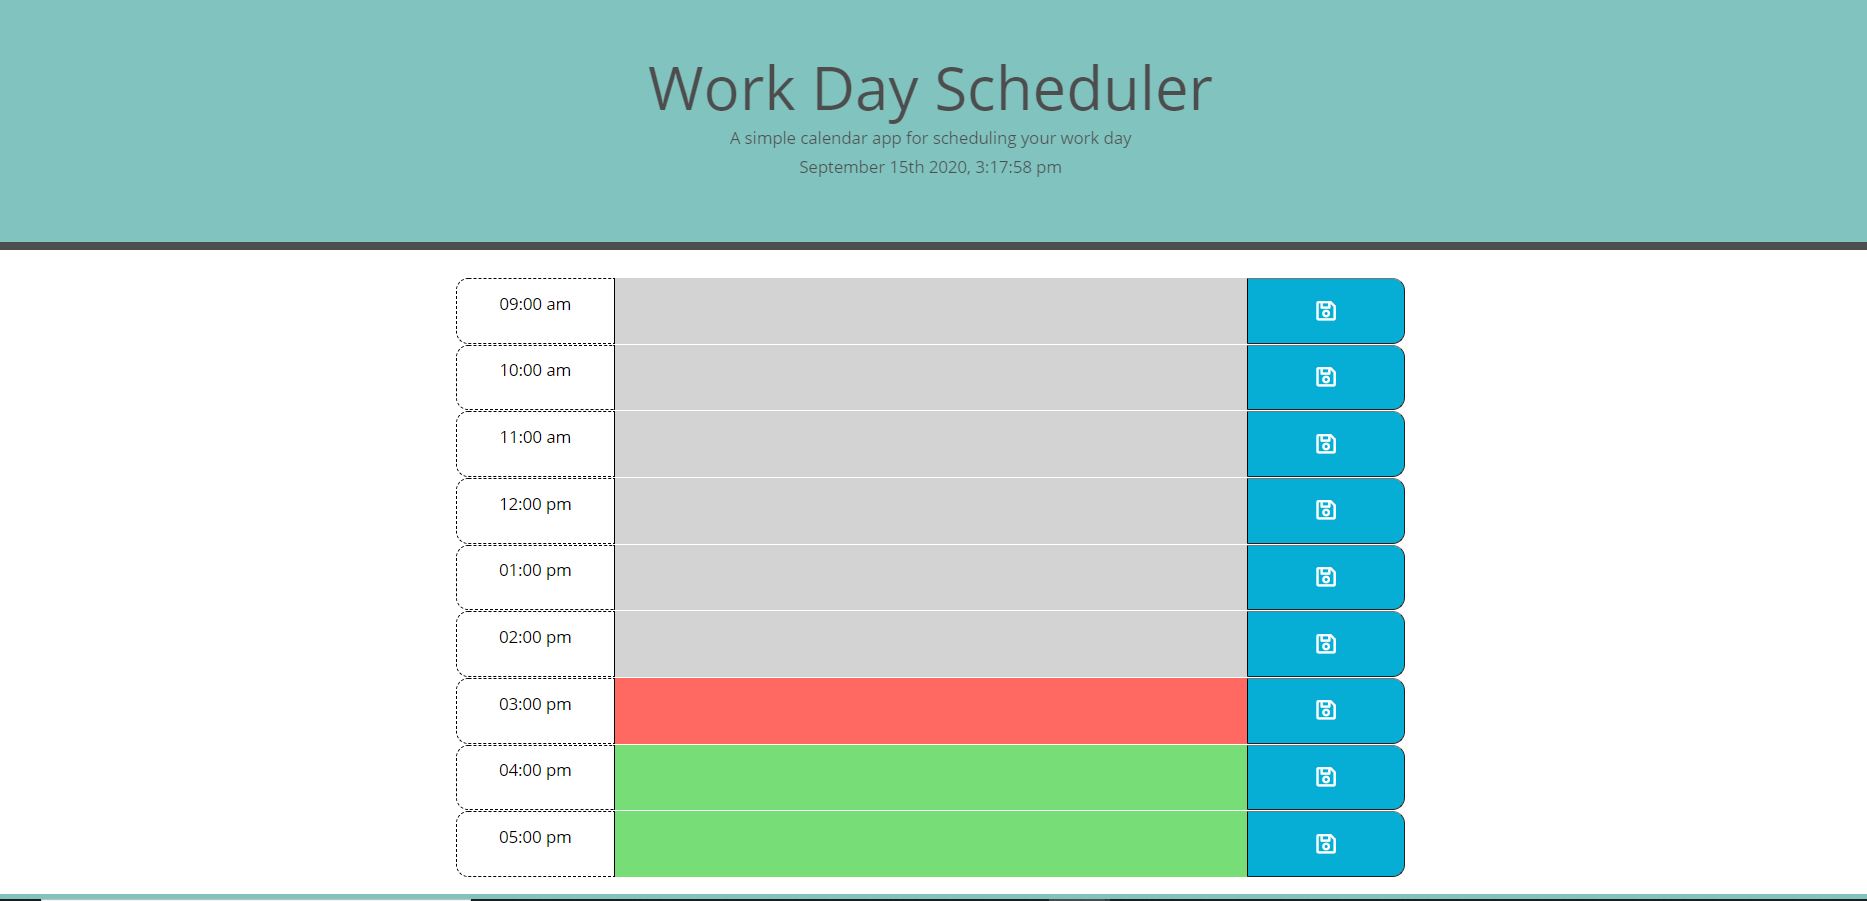 Work Day Scheduler
A simple calendar app for scheduling your work day
September 15th 2020, 3:17:58 pm
09:00 am
10:00 am
11:00 am
12:00 pm
01:00 pm
02:00 pm
03:00 pm
04:00 pm
05:00 pm